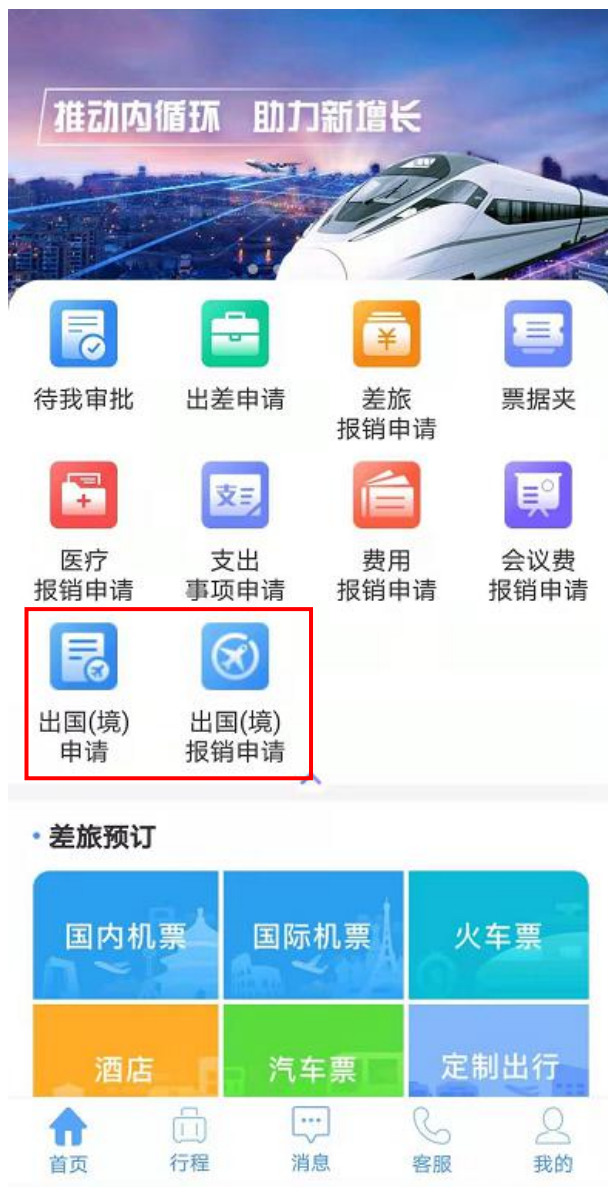 推动内循环 助力新增长
待我审批 出差申请 差旅 票据夹
报销申请
医疗 支出 费用 会议费
报销申请 事项申请 报销申请 报销申请
出国(境) 出国(境)
申请 报销申请
差旅预订
国内机票 国际机票 火车票
酒店 汽车票 定制出行
首页 行程 消息 客服 我的